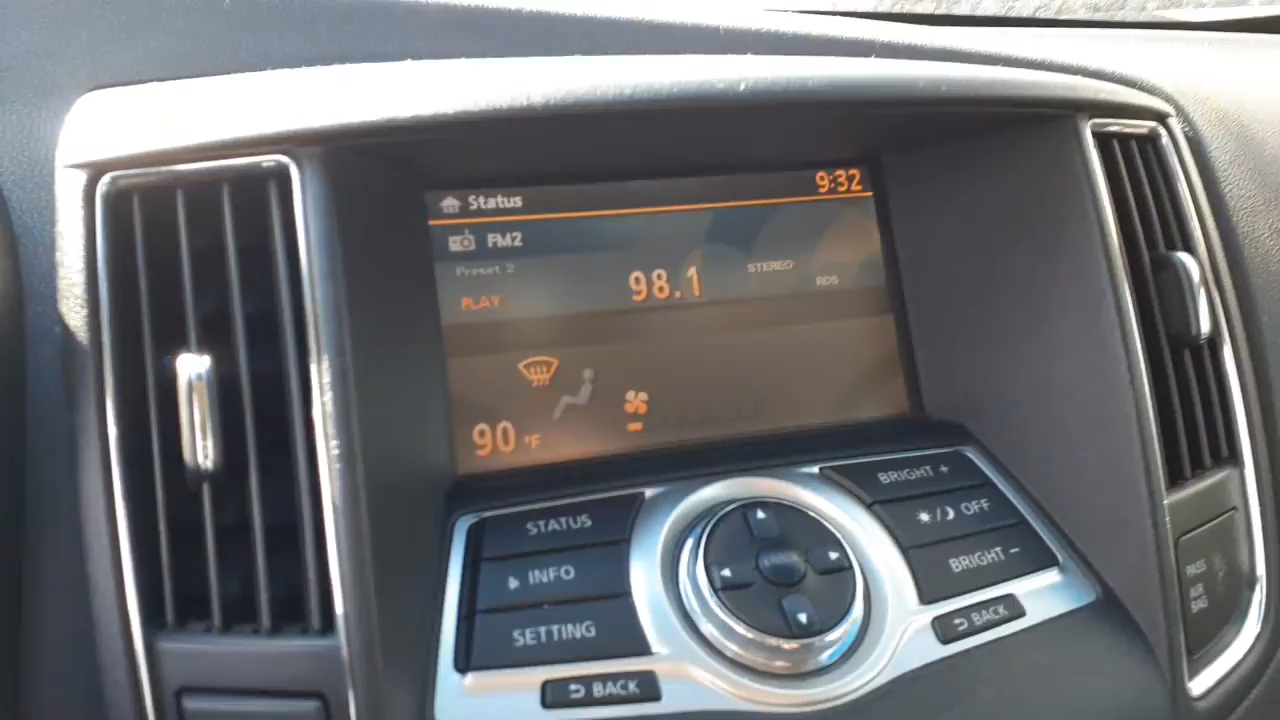 Status 9:32
FM2
Preset 2 98.1 STEREO
PLAY RDS
90 °F
STATUS
INFO
SETTING
BACK
BRIGHT +
/ OFF
BRIGHT –
BACK
PASS
AIR
BAG